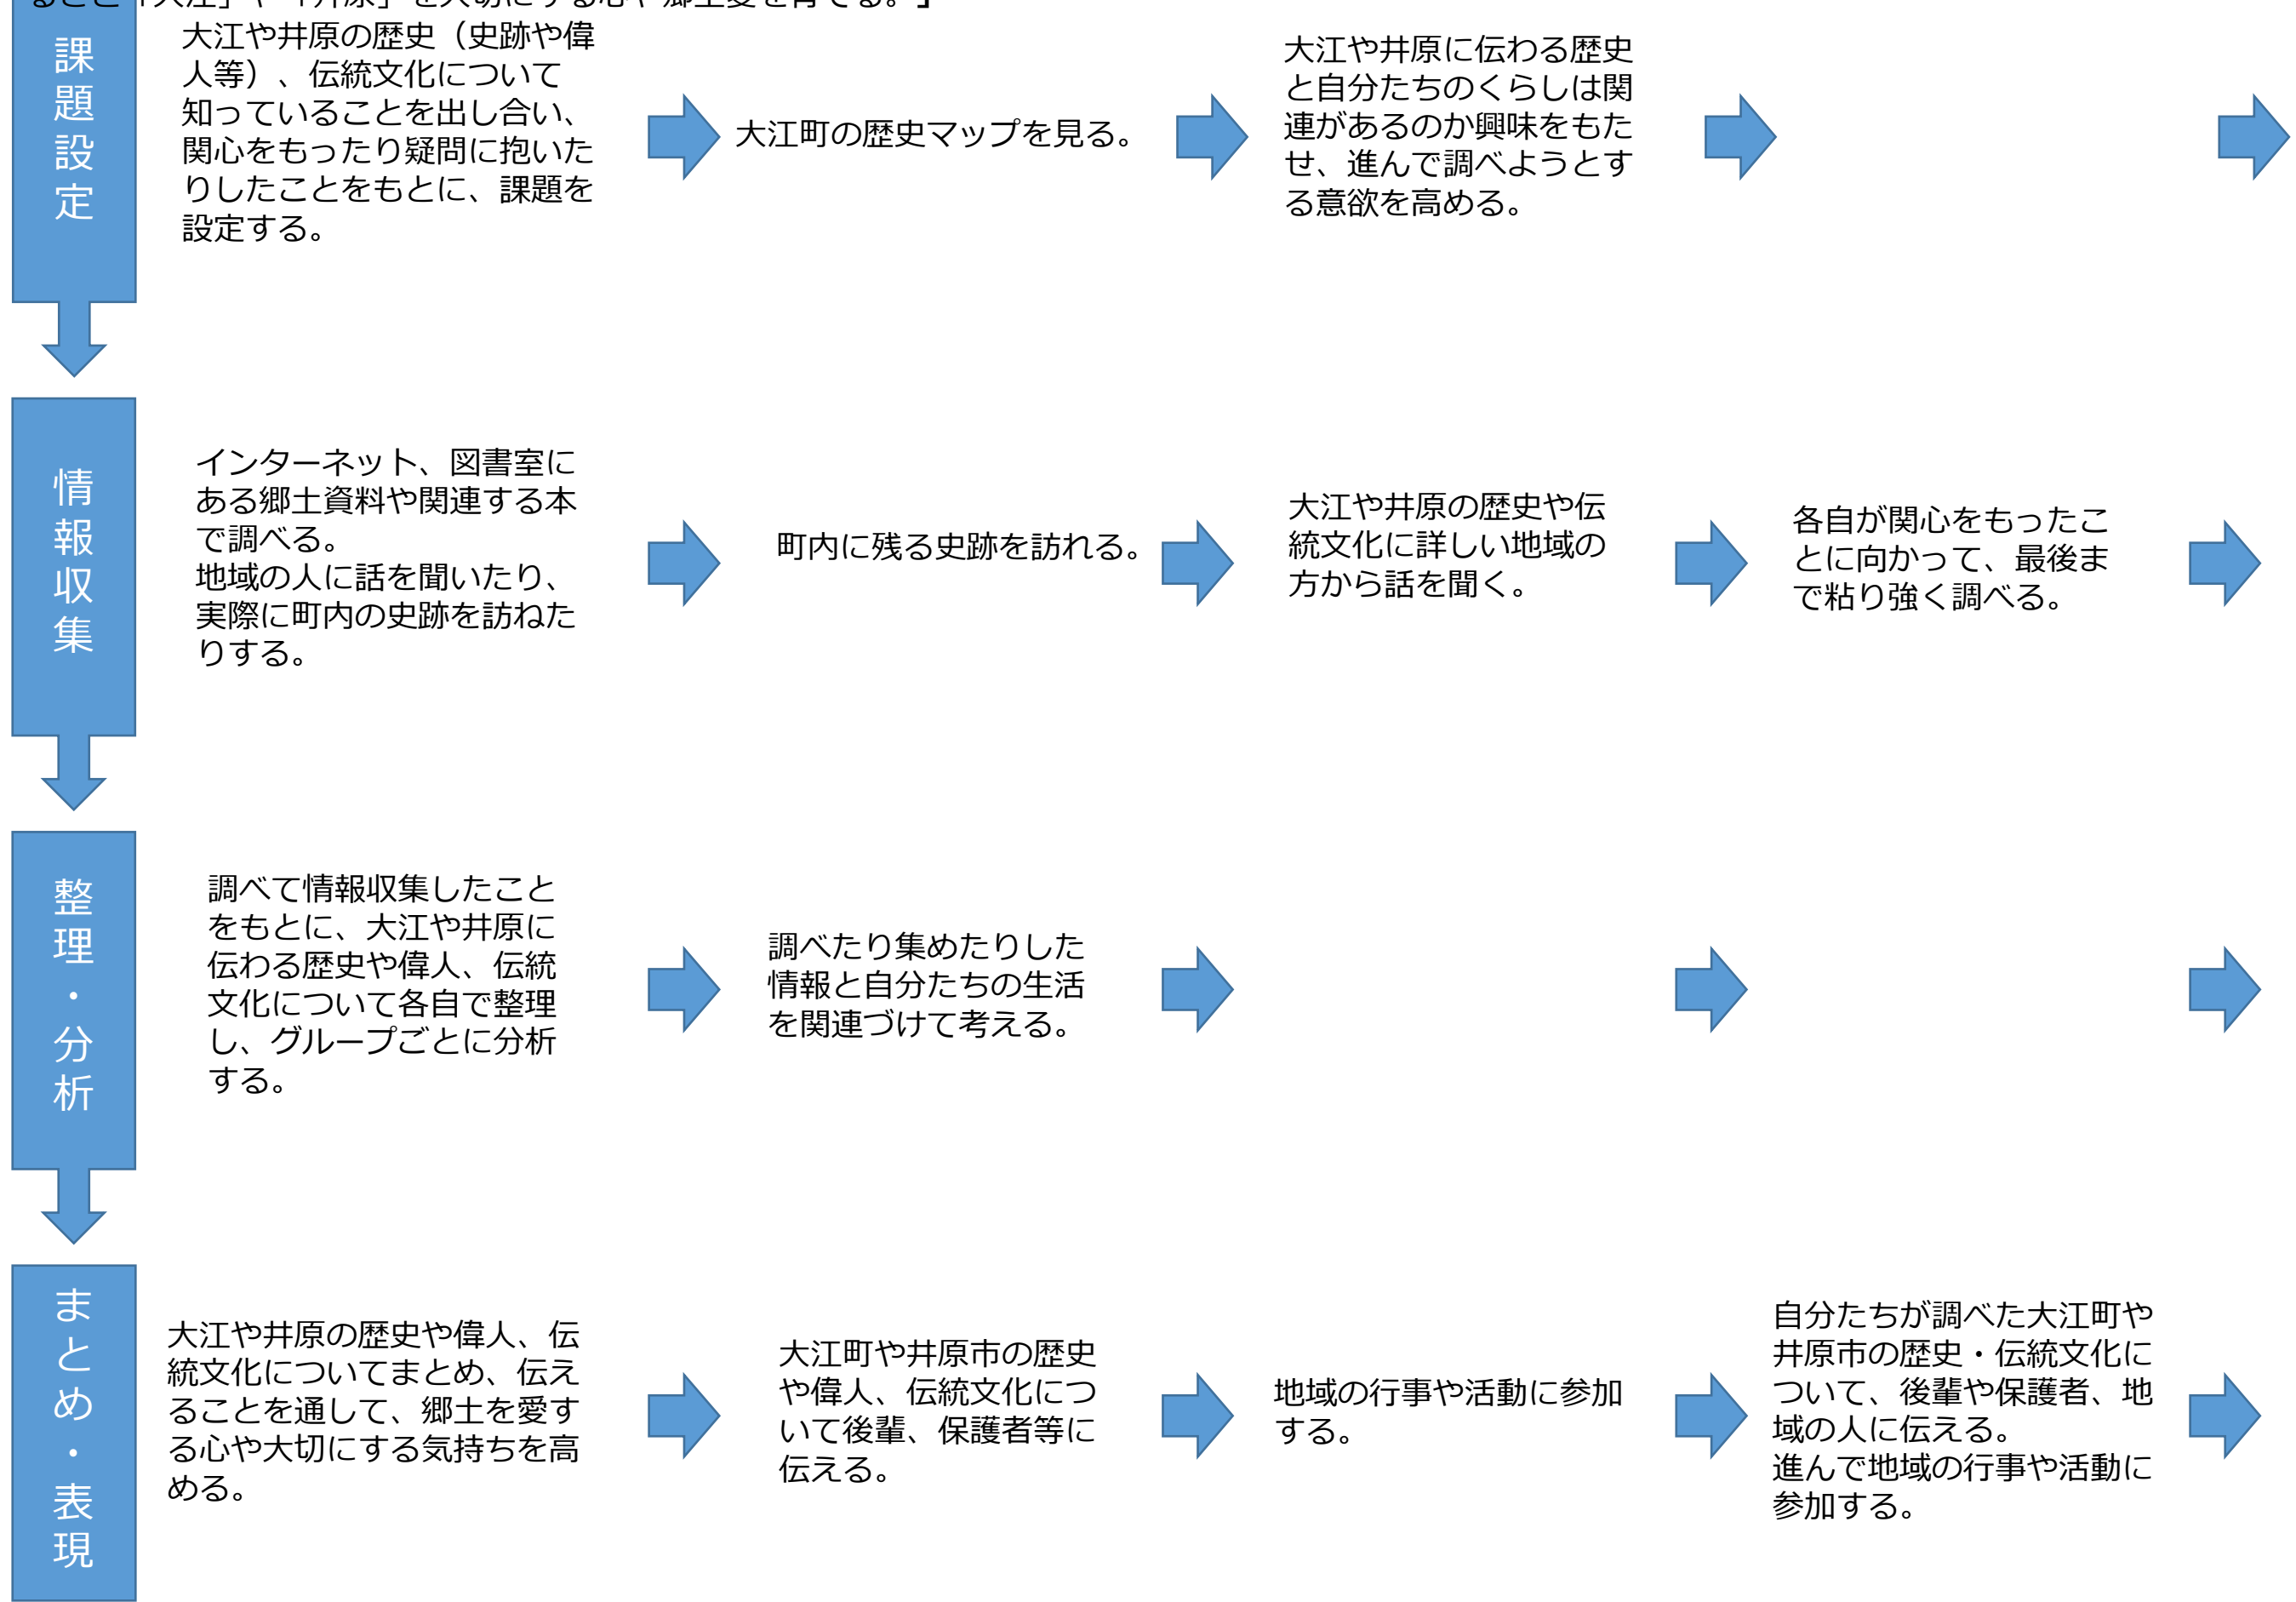 るさと「大江」や「井原」を大切にする心や郷土愛を育てる。】
課題設定
大江や井原の歴史（史跡や偉
人等）、伝統文化について
知っていることを出し合い、
関心をもったり疑問に抱いた
りしたことをもとに、課題を
設定する。
大江町の歴史マップを見る。
大江や井原に伝わる歴史
と自分たちのくらしは関
連があるのか興味をもた
せ、進んで調べようとす
る意欲を高める。
情報収集
インターネット、図書室に
ある郷土資料や関連する本
で調べる。
地域の人に話を聞いたり、
実際に町内の史跡を訪ねた
りする。
町内に残る史跡を訪れる。
大江や井原の歴史や伝
統文化に詳しい地域の
方から話を聞く。
各自が関心をもったこ
とに向かって、最後ま
で粘り強く調べる。
整理・分析
調べて情報収集したこと
をもとに、大江や井原に
伝わる歴史や偉人、伝統
文化について各自で整理
し、グループごとに分析
する。
調べたり集めたりした
情報と自分たちの生活
を関連づけて考える。
まとめ・表現
大江や井原の歴史や偉人、伝
統文化についてまとめ、伝え
ることを通して、郷土を愛す
る心や大切にする気持ちを高
める。
大江町や井原市の歴史
や偉人、伝統文化につ
いて後輩、保護者等に
伝える。
地域の行事や活動に参加
する。
自分たちが調べた大江町や
井原市の歴史・伝統文化に
ついて、後輩や保護者、地
域の人に伝える。
進んで地域の行事や活動に
参加する。